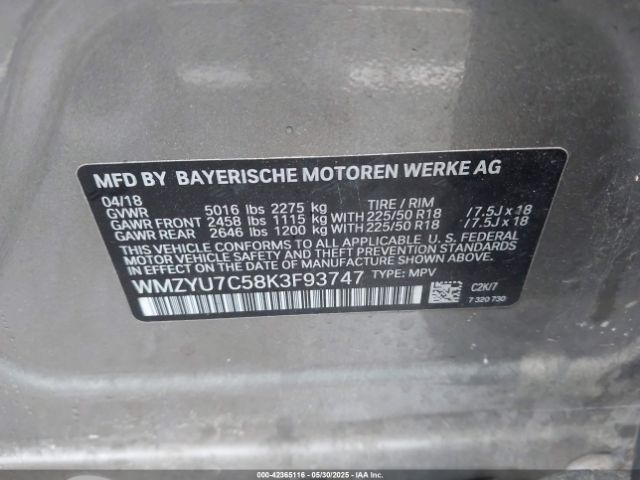 MFD BY BAYERISCHE MOTOREN WERKE AG
04/18 TIRE / RIM
GVWR 5016 lbs 2275 kg
GAWR FRONT 2458 lbs 1115 kg WITH 225/50 R18 / 7.5J x 18
GAWR REAR 2646 lbs 1200 kg WITH 225/50 R18 / 7.5J x 18
THIS VEHICLE CONFORMS TO ALL APPLICABLE U. S. FEDERAL
MOTOR VEHICLE SAFETY AND THEFT PREVENTION STANDARDS
IN EFFECT ON THE DATE OF MANUFACTURE SHOWN ABOVE.
WMZYU7C58K3F93747 TYPE: MPV
C2K/7
7 320 730
000-42365116 - 05/30/2025 - IAAI.COM